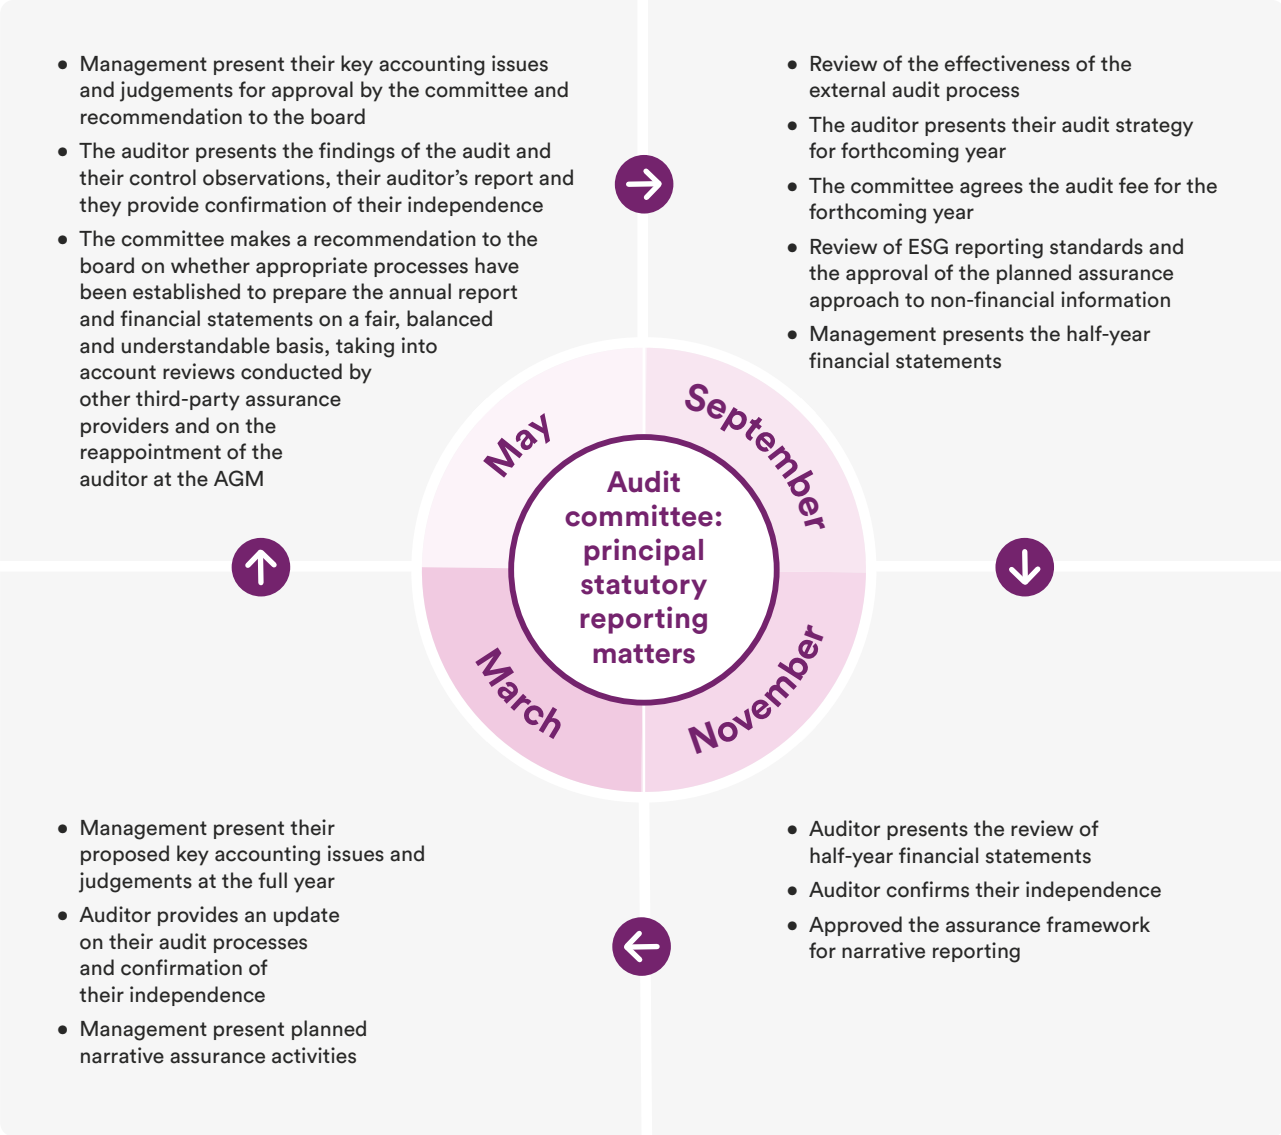 • Management present their key accounting issues
and judgements for approval by the committee and
recommendation to the board
• The auditor presents the findings of the audit and
their control observations, their auditor’s report and
they provide confirmation of their independence
• The committee makes a recommendation to the
board on whether appropriate processes have
been established to prepare the annual report
and financial statements on a fair, balanced
and understandable basis, taking into
account reviews conducted by
other third-party assurance
providers and on the
reappointment of the
auditor at the AGM
• Review of the effectiveness of the
external audit process
• The auditor presents their audit strategy
for forthcoming year
• The committee agrees the audit fee for the
forthcoming year
• Review of ESG reporting standards and
the approval of the planned assurance
approach to non-financial information
• Management presents the half-year
financial statements
May
September
Audit
committee:
principal
statutory
reporting
matters
March
November
• Management present their
proposed key accounting issues and
judgements at the full year
• Auditor provides an update
on their audit processes
and confirmation of
their independence
• Management present planned
narrative assurance activities
• Auditor presents the review of
half-year financial statements
• Auditor confirms their independence
• Approved the assurance framework
for narrative reporting